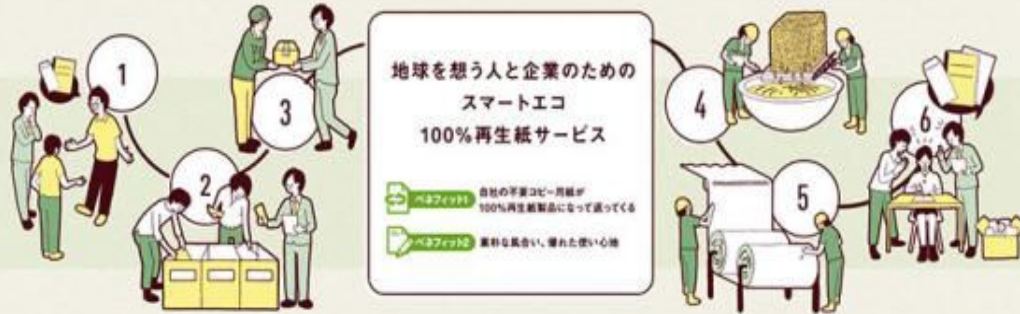 1
2
3
地球を想う人と企業のための
スマートエコ
100%再生紙サービス
ベネフィット1
自社の不要コピー用紙が
100%再生紙製品になって返ってくる
ベネフィット2
素朴な風合い、優れた使い心地
4
5
6